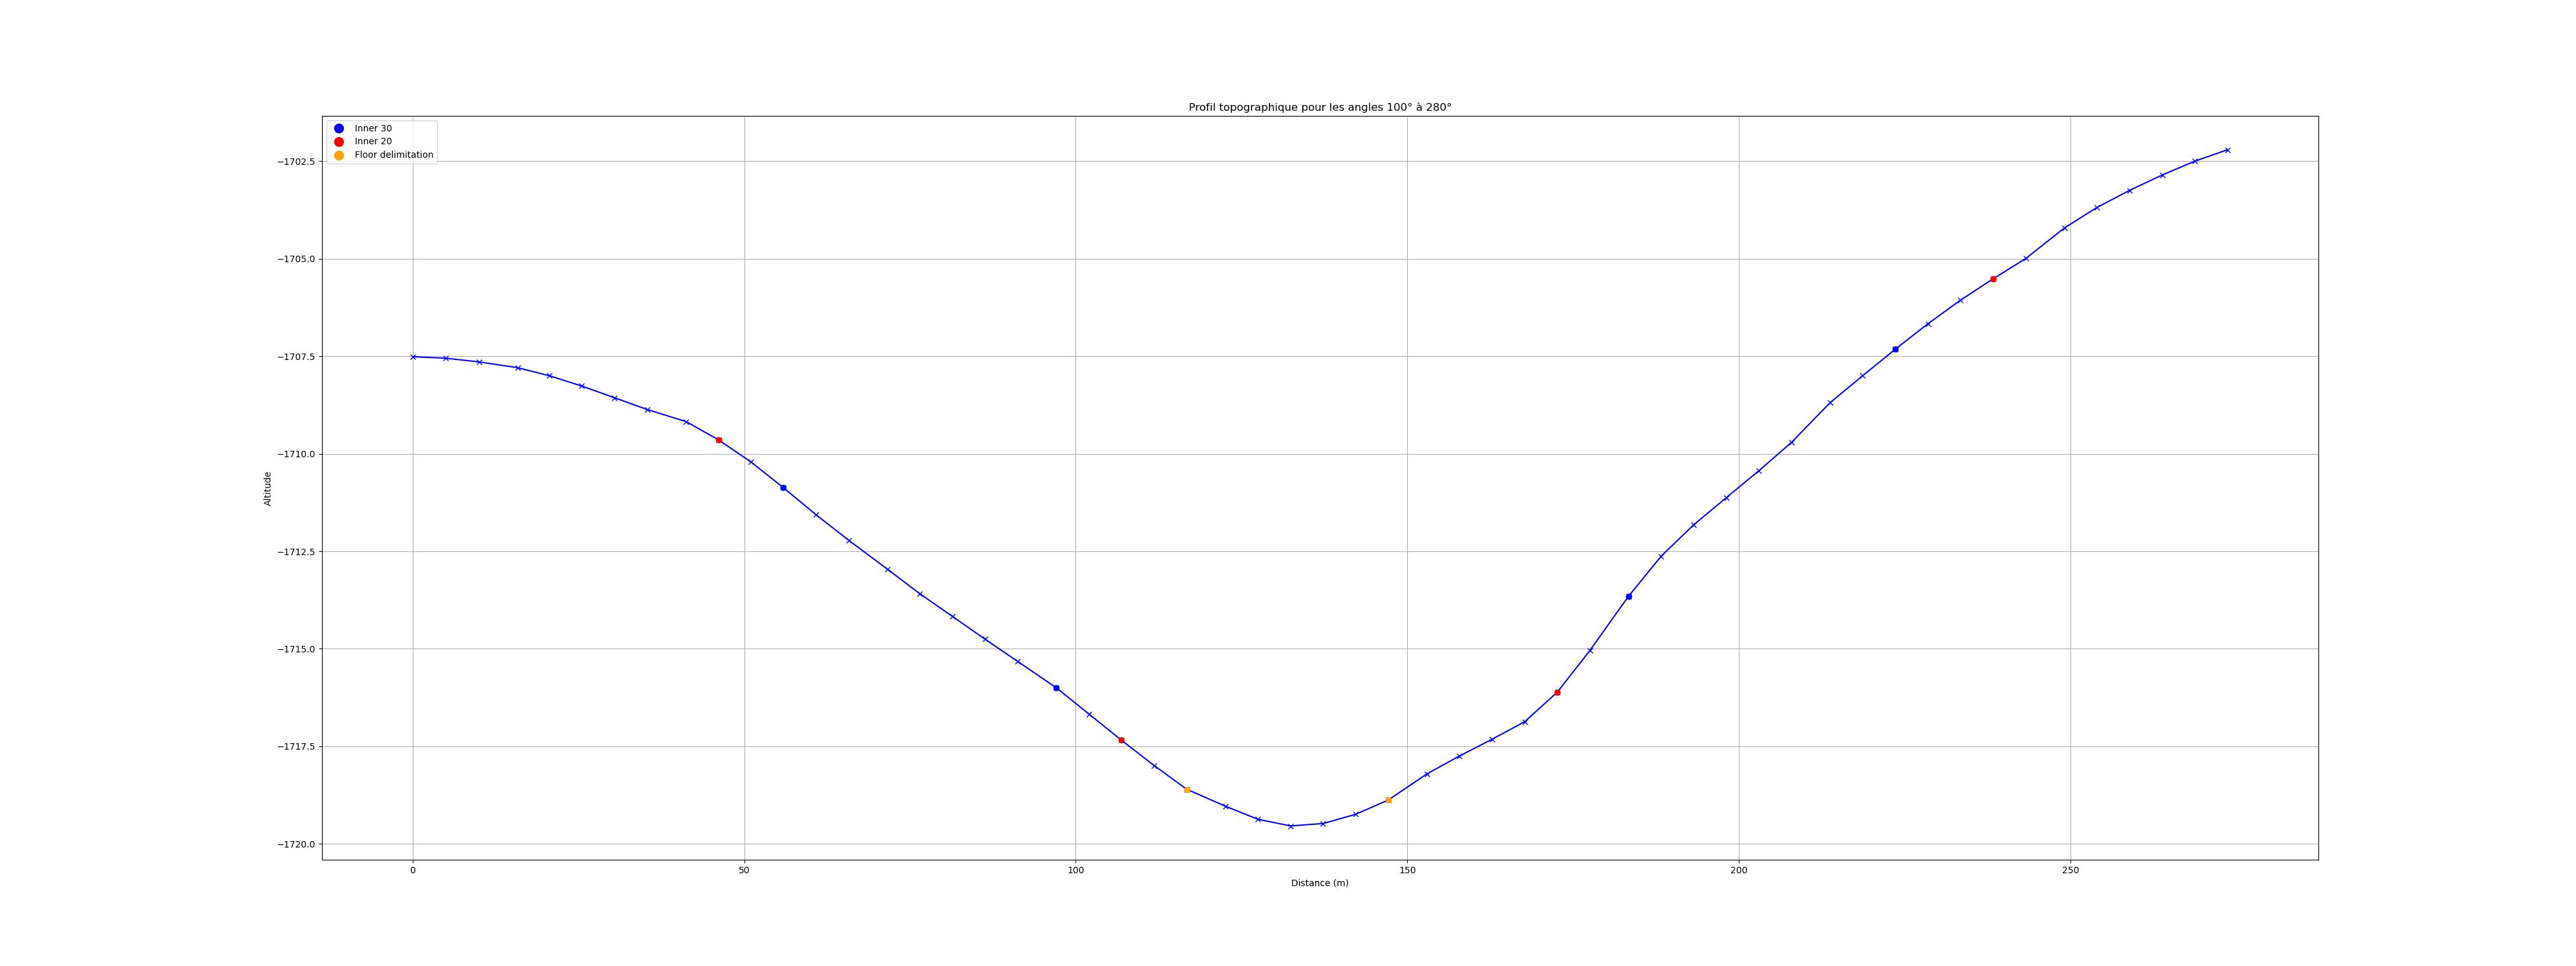 Profil topographique pour les angles 100° à 280°
Inner 30
Inner 20
Floor delimitation
−1702.5
−1705.0
−1707.5
−1710.0
−1712.5
−1715.0
−1717.5
−1720.0
Altitude
0 50 100 150 200 250
Distance (m)